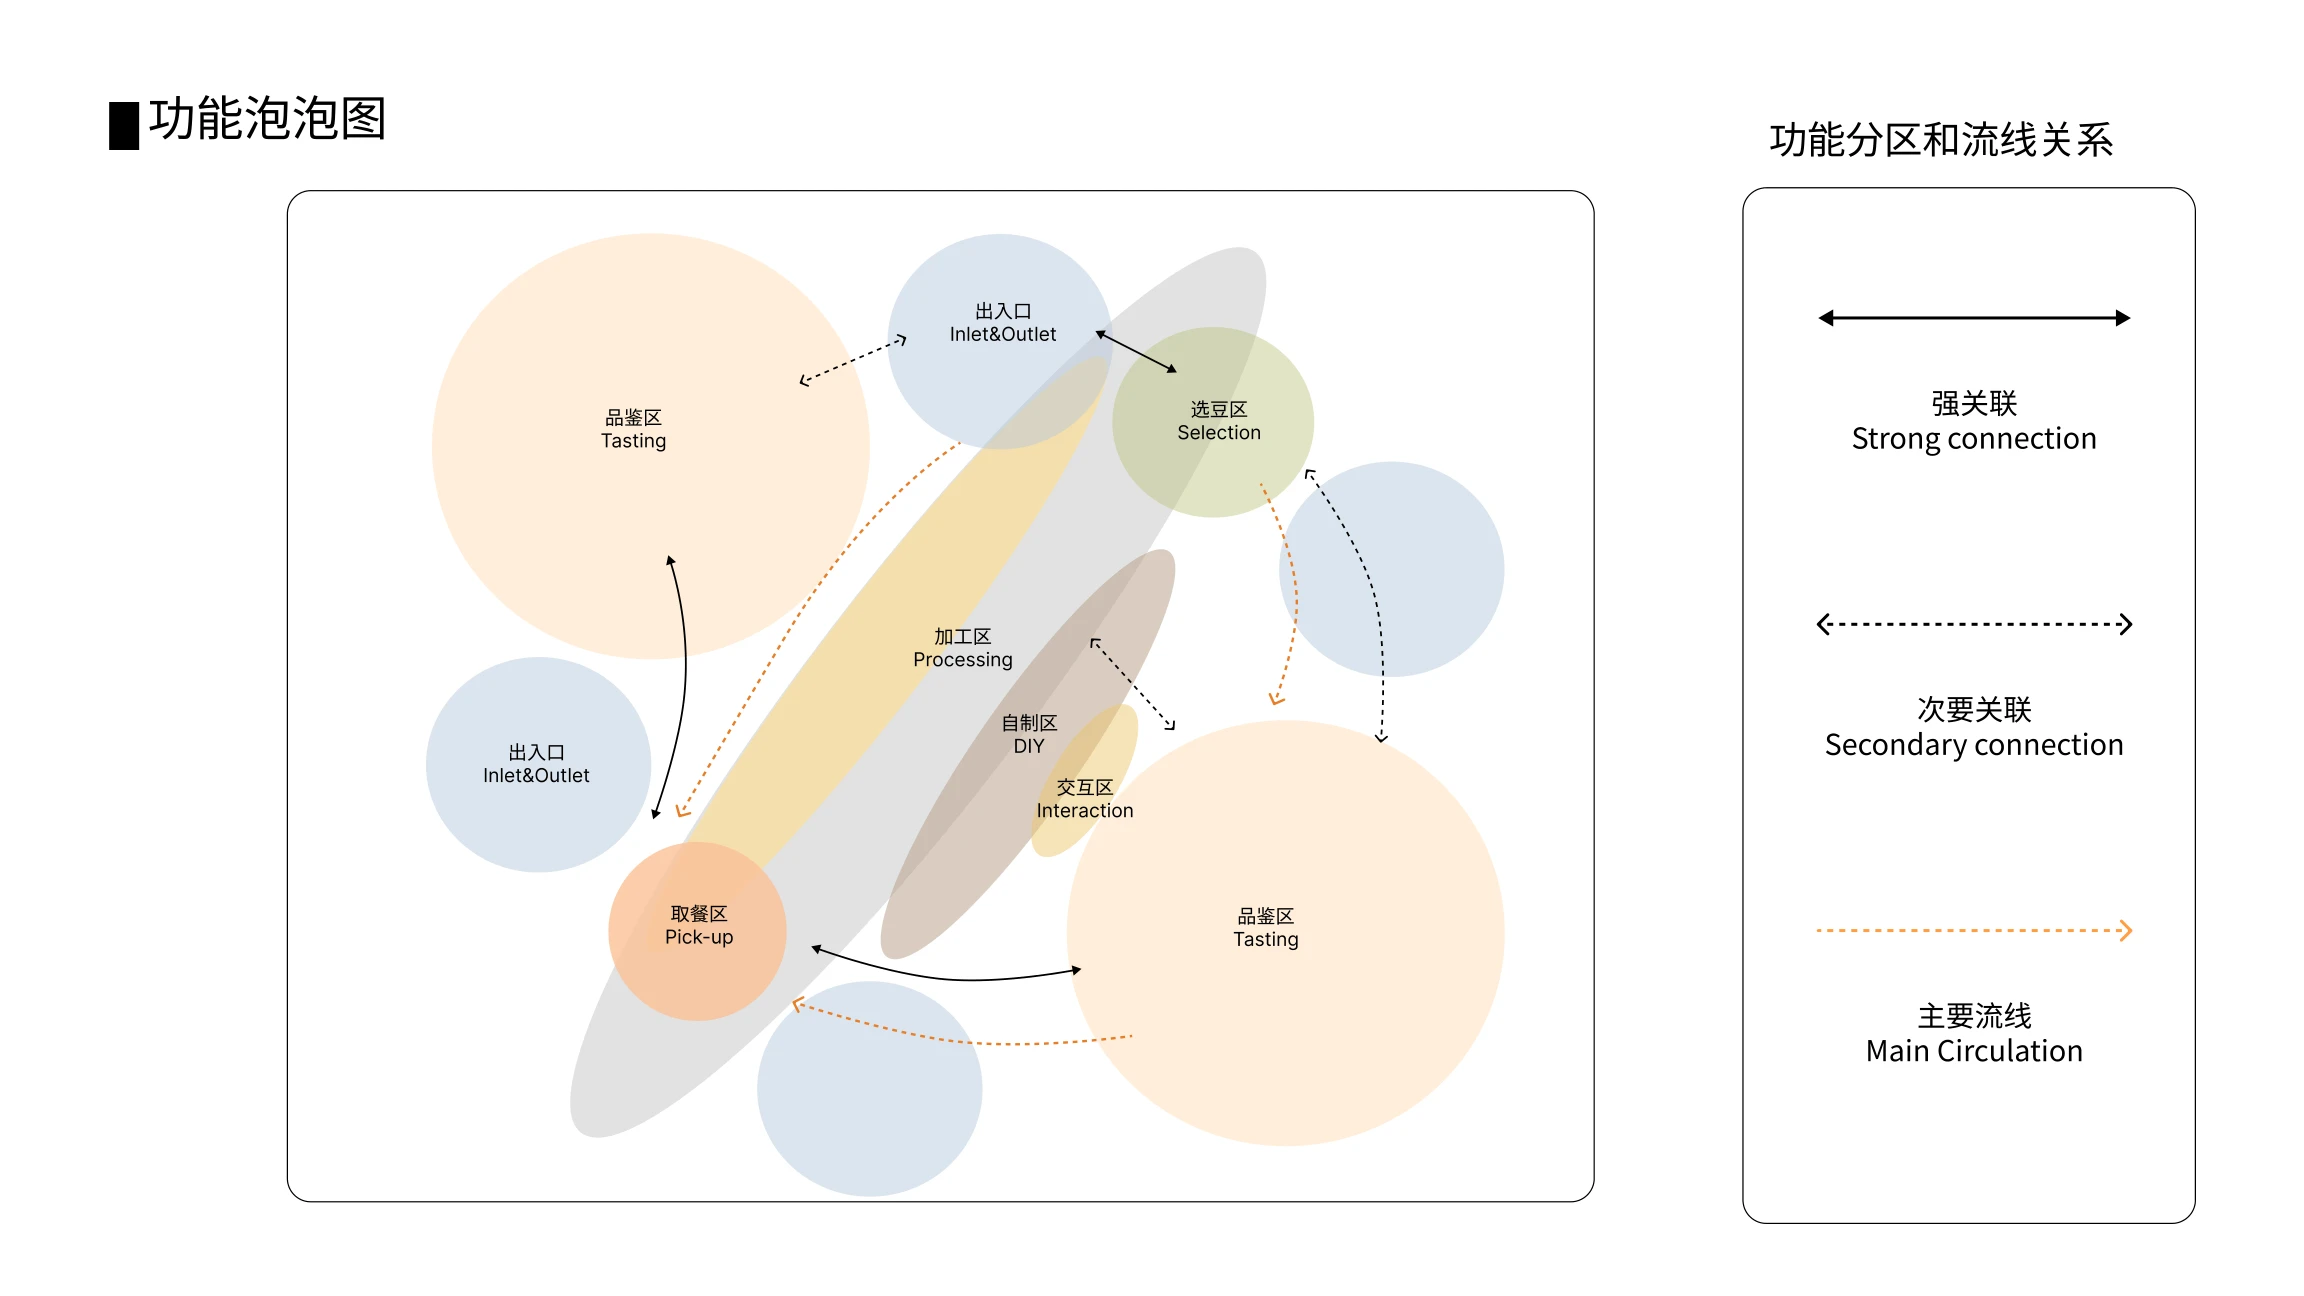 功能泡泡图
功能分区和流线关系
出入口
Inlet&Outlet
品鉴区
Tasting
选豆区
Selection
加工区
Processing
自制区
DIY
出入口
Inlet&Outlet
交互区
Interaction
取餐区
Pick-up
品鉴区
Tasting
强关联
Strong connection
次要关联
Secondary connection
主要流线
Main Circulation